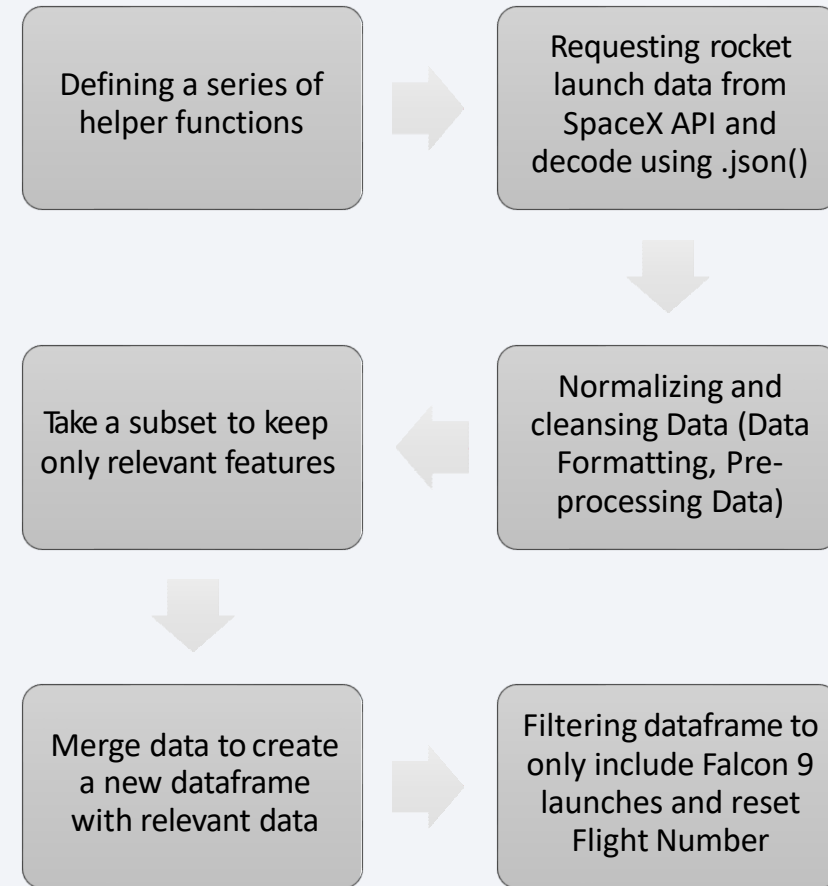 Defining a series of
helper functions
Requesting rocket
launch data from
SpaceX API and
decode using .json()
Normalizing and
cleansing Data (Data
Formatting, Pre-
processing Data)
Take a subset to keep
only relevant features
Merge data to create
a new dataframe
with relevant data
Filtering dataframe to
only include Falcon 9
launches and reset
Flight Number